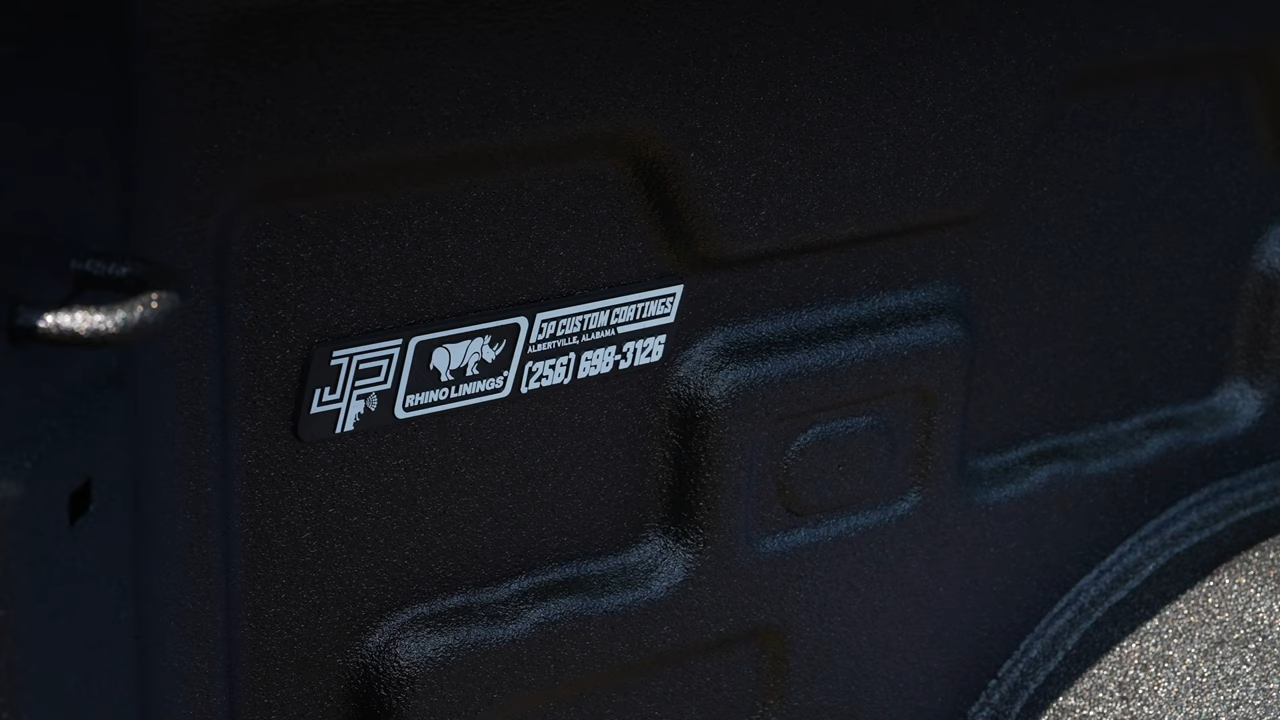 JP
RHINO LININGS®
JP CUSTOM COATINGS
ALBERTVILLE, ALABAMA
(256) 698-3126